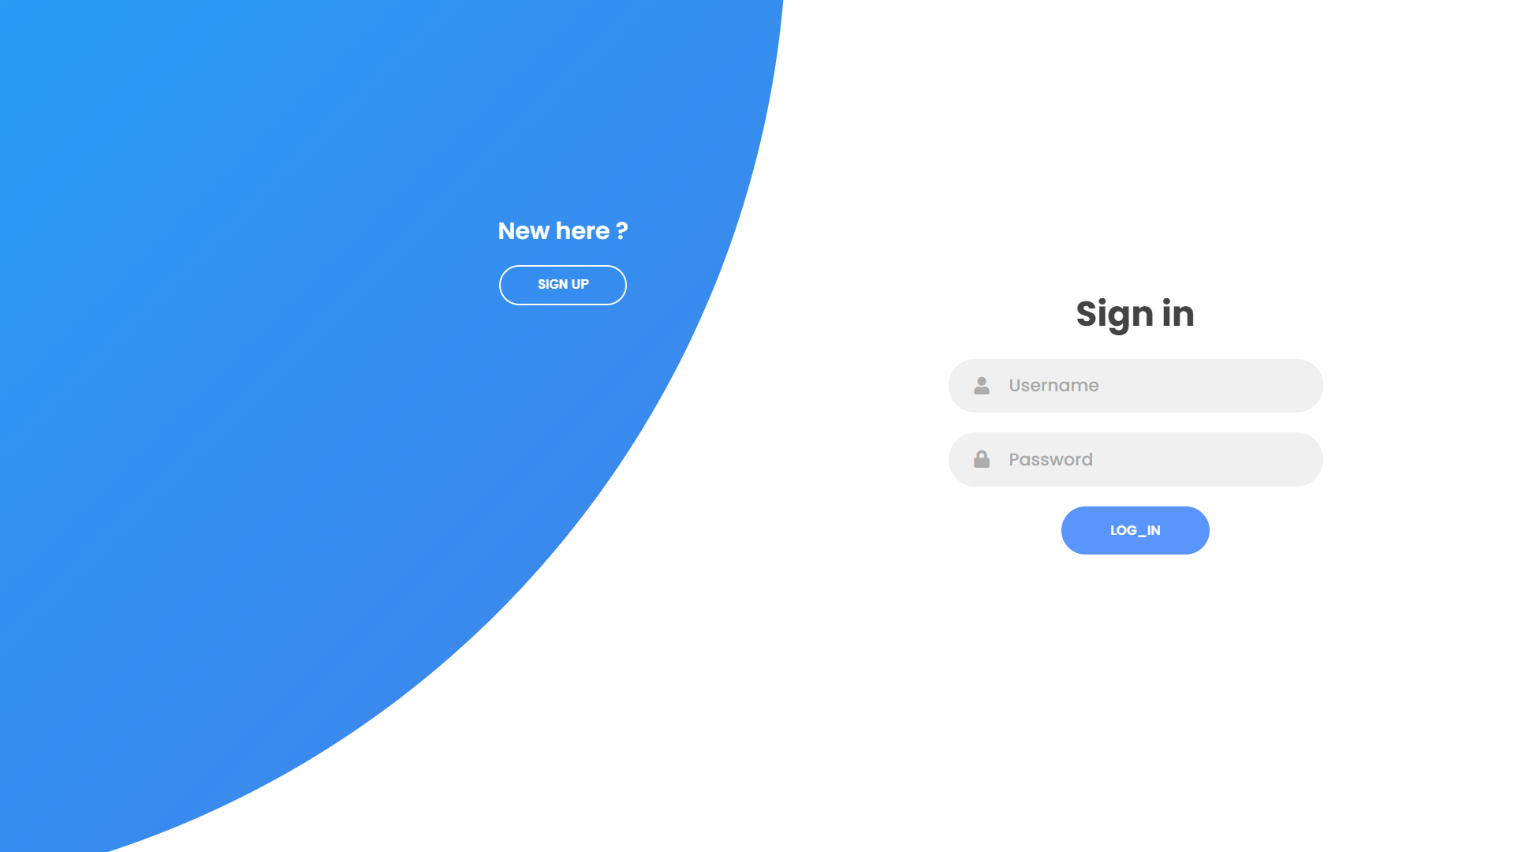 New here ?
SIGN UP
Sign in
Username
Password
LOG_IN